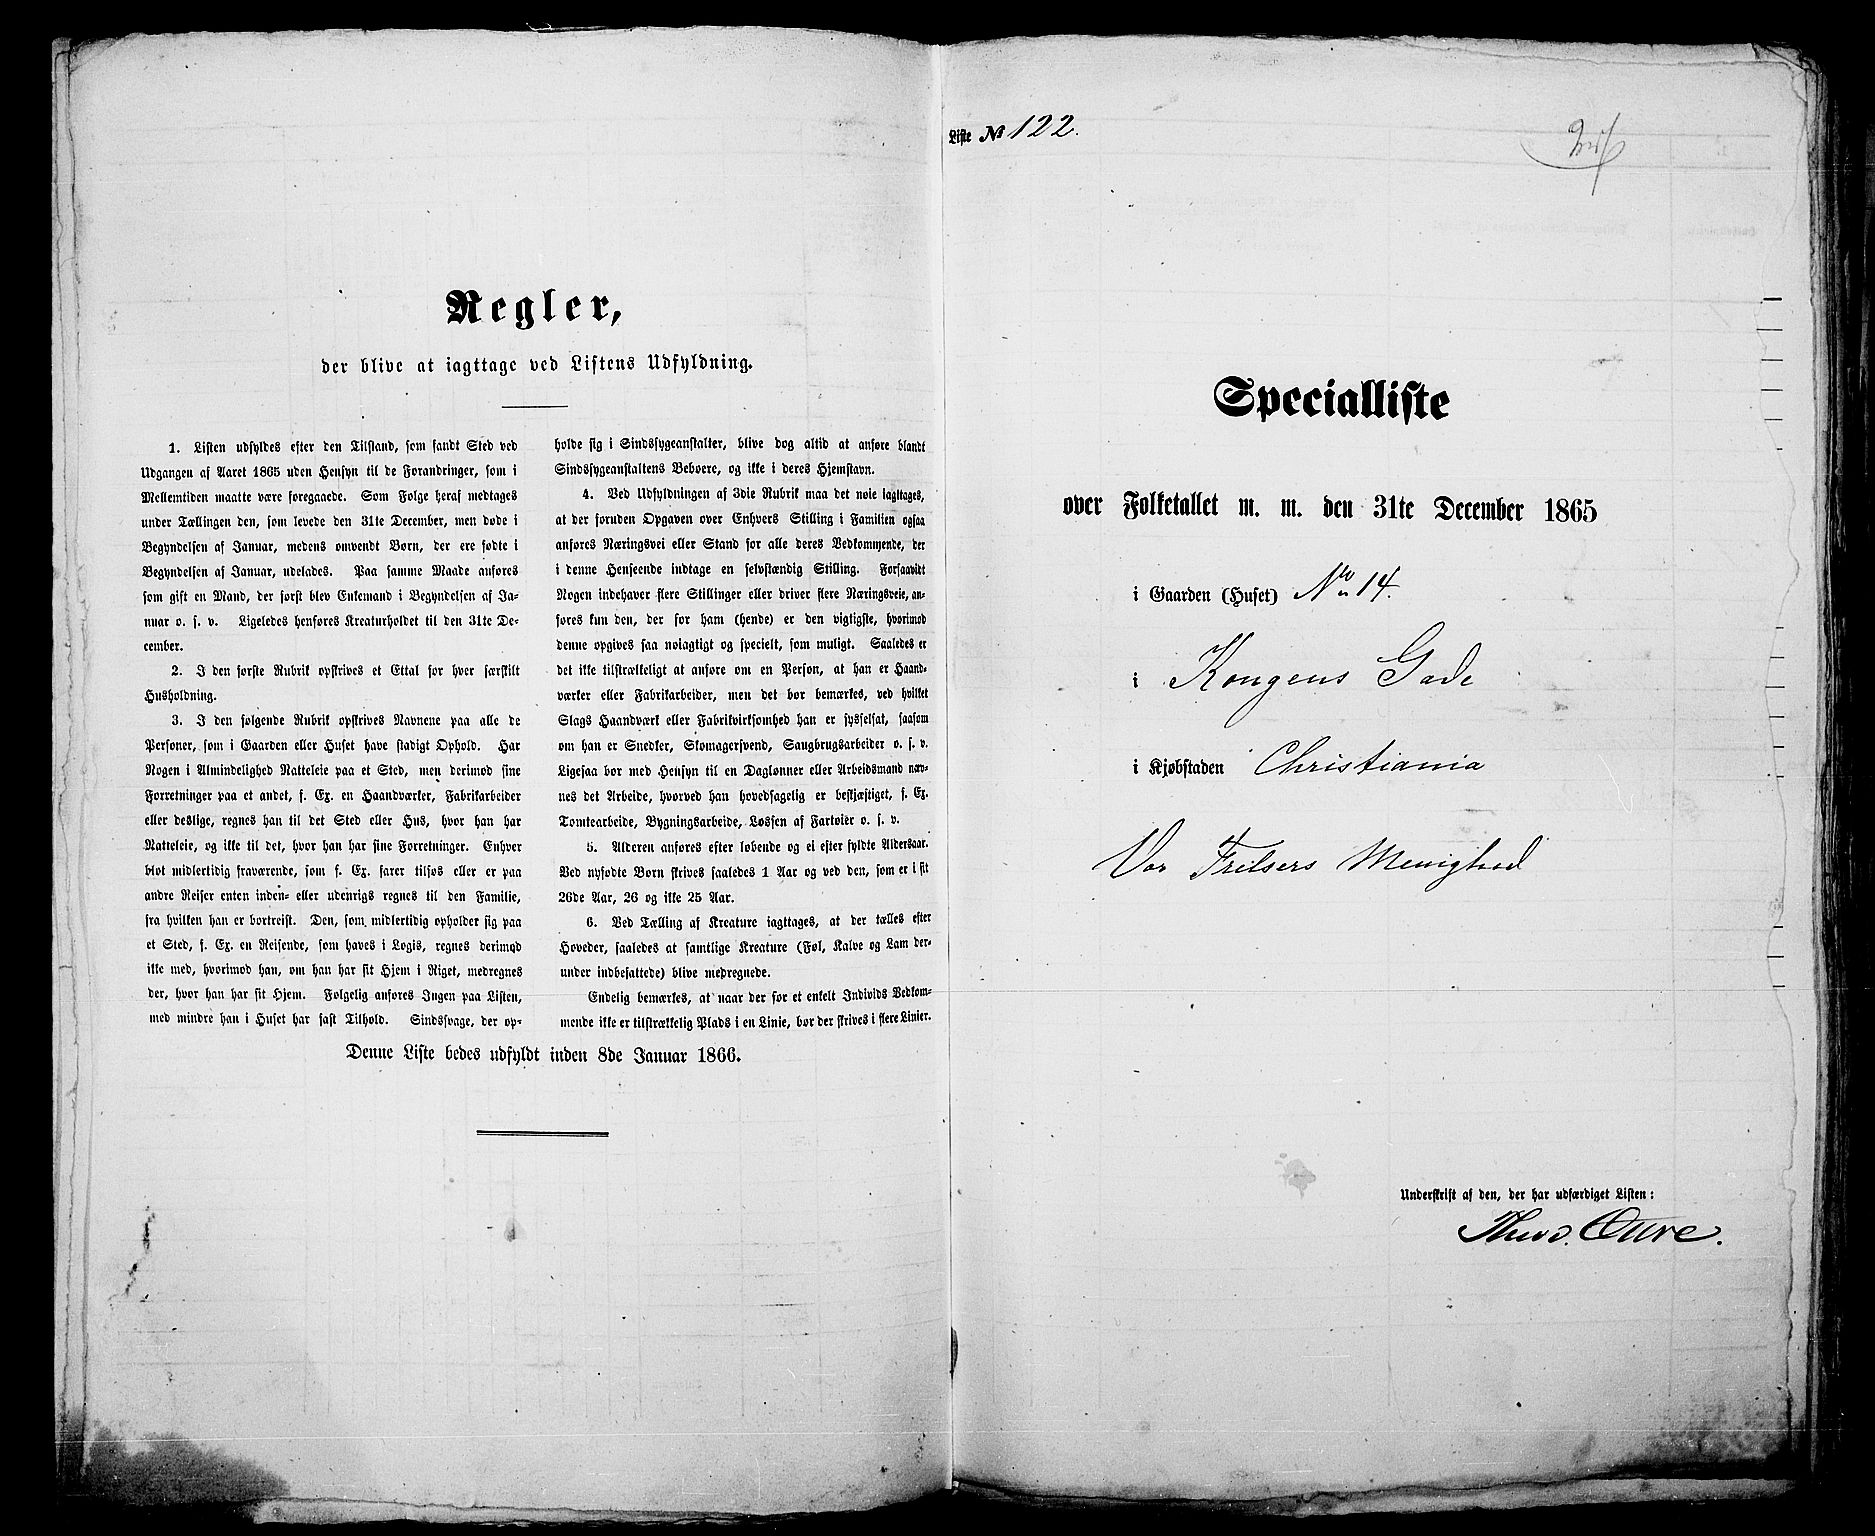 Regler,
der blive at iagttage ved Listens Udfyldning.
1. Listen udfyldes efter den Tilstand, som fandt Sted ved
Udgangen af Aaret 1865 uden Hensyn til de Forandringer, som i
Mellemtiden maatte være foregaaede. Som Følge heraf medtages
under Tællingen den, som levede den 31te December, men døde i
Begyndelsen af Januar, medens omvendt Børn, der ere fødte i
Begyndelsen af Januar, udelades. Paa samme Maade anføres
som gift en Mand, der først blev Enkemand i Begyndelsen af Ja-
nuar o. s. v. Ligeledes henføres Kreaturholdet til den 31te De-
cember.
2. I den første Rubrik opskrives et Ettal for hver særskilt
Husholdning.
3. I den følgende Rubrik opskrives Navnene paa alle de
Personer, som i Gaarden eller Huset have stadigt Ophold. Har
Nogen i Almindelighed Natteleie paa et Sted, men derimod sine
Forretninger paa et andet, f. Ex. en Haandværker, Fabrikarbeider
eller deslige, regnes han til det Sted eller Hus, hvor han har
Natteleie, og ikke til det, hvor han har sine Forretninger. Enhver
blot midlertidig fraværende, som f. Ex. farer tilsøs eller er paa
andre Reiser enten inden- eller udenrigs regnes til den Familie,
fra hvilken han er bortreist. Den, som midlertidig opholder sig paa
et Sted, f. Ex. en Reisende, som haves i Logis, regnes derimod
ikke med, hvorimod han, om han har sit Hjem i Riget, medregnes
der, hvor han har sit Hjem. Følgelig anføres Ingen paa Listen,
med mindre han i Huset har fast Tilhold. Sindssvage, der op-
holde sig i Sindssygeanstalter, blive dog altid at anføre blandt
Sindssygeanstaltens Beboere, og ikke i deres Hjemstavn.
4. Ved Udfyldningen af 3die Rubrik maa det nøie iagttages,
at der foruden Opgaven over Enhvers Stilling i Familien ogsaa
anføres Næringsvei eller Stand for alle deres Vedkommende, der
i denne Henseende indtage en selvstændig Stilling. Forsaavidt
Nogen indehaver flere Stillinger eller driver flere Næringsveie, an-
føres kun den, der for ham (hende) er den vigtigste, hvorimod
denne opgives saa nøiagtigt og specielt, som muligt. Saaledes er
det ikke tilstrækkeligt at anføre om en Person, at han er Haand-
værker eller Fabrikarbeider, men det bør bemærkes, ved hvilket
Slags Haandværk eller Fabrikvirksomhed han er sysselsat, saasom
om han er Snedker, Skomagersvend, Saugbrugsarbeider o. s. v.
Ligesaa bør med Hensyn til en Dagløner eller Arbeidsmand næv-
nes det Arbeide, hvorved han hovedsagelig er beskjæftiget, f. Ex.
Tomtearbeide, Bygningsarbeide, Lossen af Fartøier o. s. v.
5. Alderen anføres efter løbende og ei efter fyldte Aldersaar.
Ved nyfødte Børn skrives saaledes 1 Aar og ved den, som er i sit
26de Aar, 26 og ikke 25 Aar.
6. Ved Tælling af Kreature iagttages, at der tælles efter
Hoveder, saaledes at samtlige Kreature (Føl, Kalve og Lam der-
under indbefattede) blive medregnede.
Endelig bemærkes, at naar der for et enkelt Individs Vedkom-
mende ikke er tilstrækkelig Plads i en Linie, bør der skrives i flere Linier.
Denne Liste bedes udfyldt inden 8de Januar 1866.
Liste No 122.
Specialliste
over Folketallet m. m. den 31te December 1865
i Gaarden (Huset) No 14.
i Kongens Gade
i Kjøbstaden Christiania
Vor Frelsers Menighed
Underskrift af den, der har udfærdiget Listen: